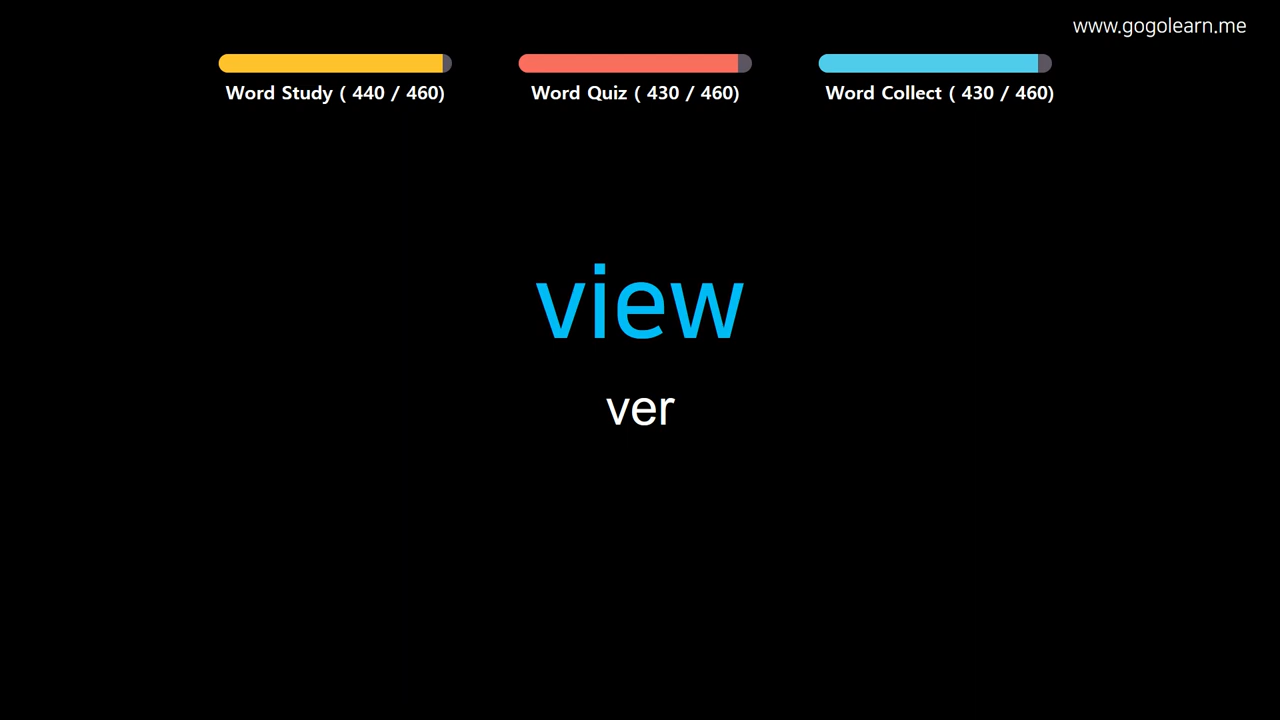 www.gogolearn.me
Word Study ( 440 / 460)
Word Quiz ( 430 / 460)
Word Collect ( 430 / 460)
view
ver